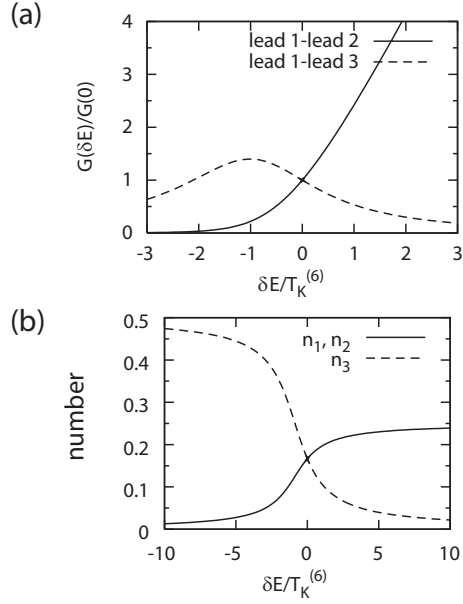 (a)
lead 1-lead 2
lead 1-lead 3
G(δE)/G(0)
4
3
2
1
0
-3 -2 -1 0 1 2 3
δE/T_K^(6)
(b)
n_1, n_2
n_3
number
0.5
0.4
0.3
0.2
0.1
0
-10 -5 0 5 10
δE/T_K^(6)